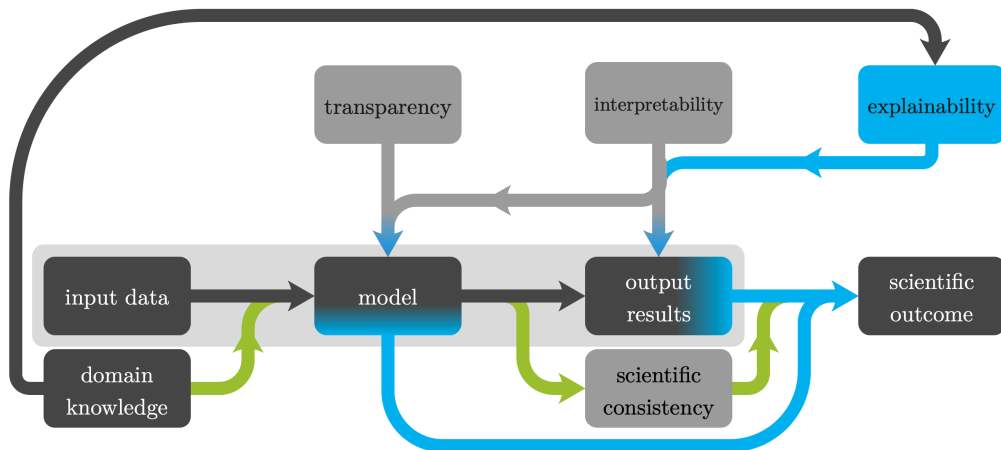 transparency
interpretability
explainability
input data
model
output
results
scientific
outcome
domain
knowledge
scientific
consistency